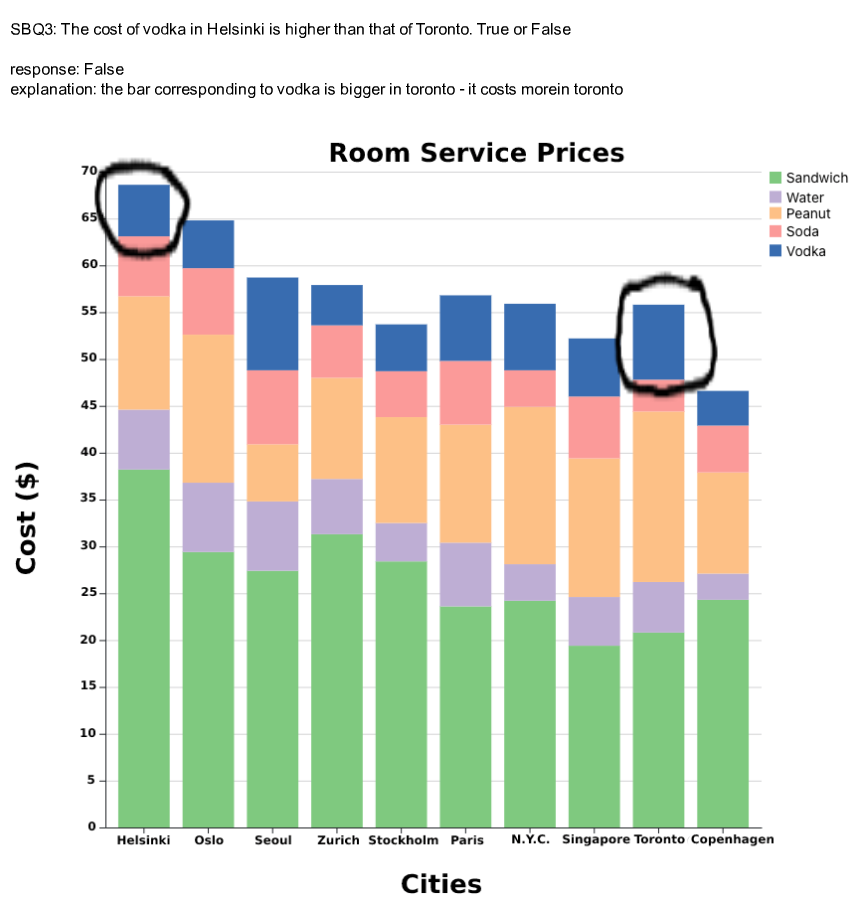 SBQ3: The cost of vodka in Helsinki is higher than that of Toronto. True or False
response: False
explanation: the bar corresponding to vodka is bigger in toronto - it costs morein toronto
Room Service Prices
Sandwich
Water
Peanut
Soda
Vodka
70
65
60
55
50
45
40
35
30
25
20
15
10
5
0
Cost ($)
Helsinki Oslo Seoul Zurich Stockholm Paris N.Y.C. Singapore Toronto Copenhagen
Cities